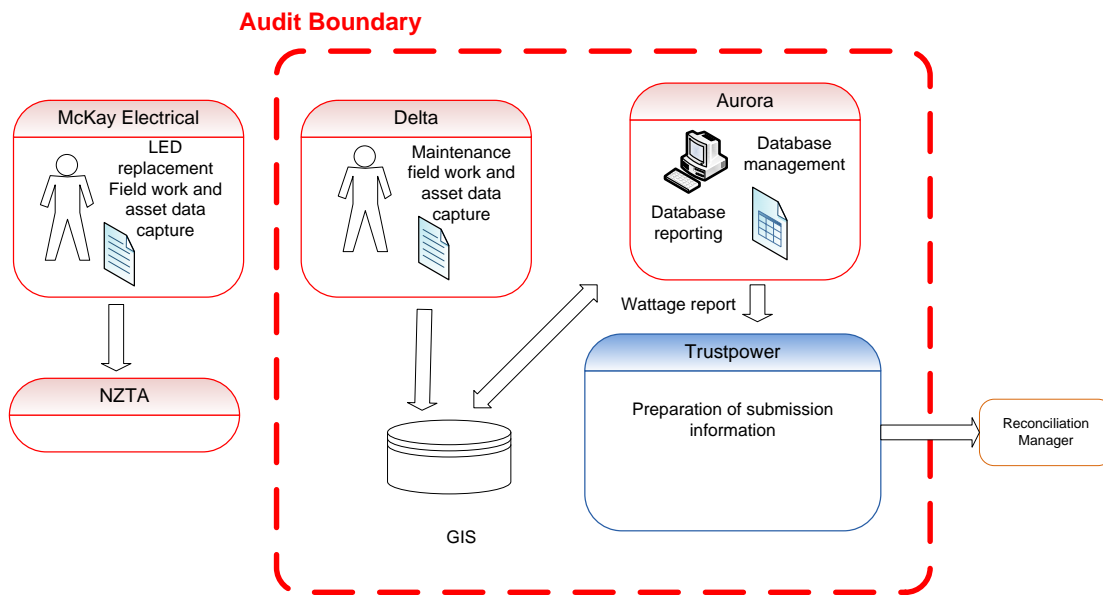 Audit Boundary
McKay Electrical
LED
replacement
Field work and
asset data
capture
NZTA
Delta
Maintenance
field work and
asset data
capture
GIS
Aurora
Database
management
Database
reporting
Wattage report
Trustpower
Preparation of submission
information
Reconciliation
Manager